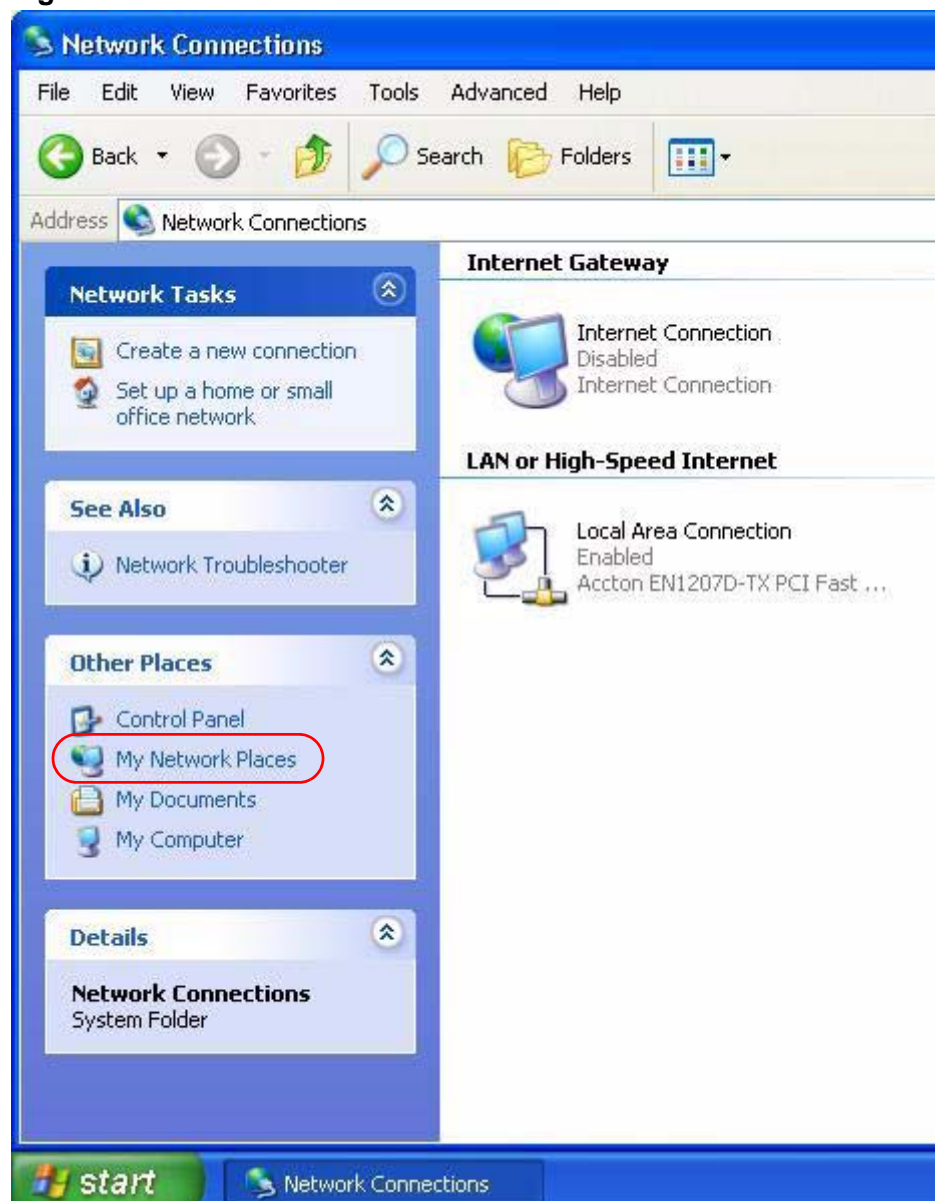 Network Connections
File Edit View Favorites Tools Advanced Help
Back Search Folders
Address Network Connections
Network Tasks
Create a new connection
Set up a home or small
office network
See Also
Network Troubleshooter
Other Places
Control Panel
My Network Places
My Documents
My Computer
Details
Network Connections
System Folder
Internet Gateway
Internet Connection
Disabled
Internet Connection
LAN or High-Speed Internet
Local Area Connection
Enabled
Accton EN1207D-TX PCI Fast ...
start Network Connections